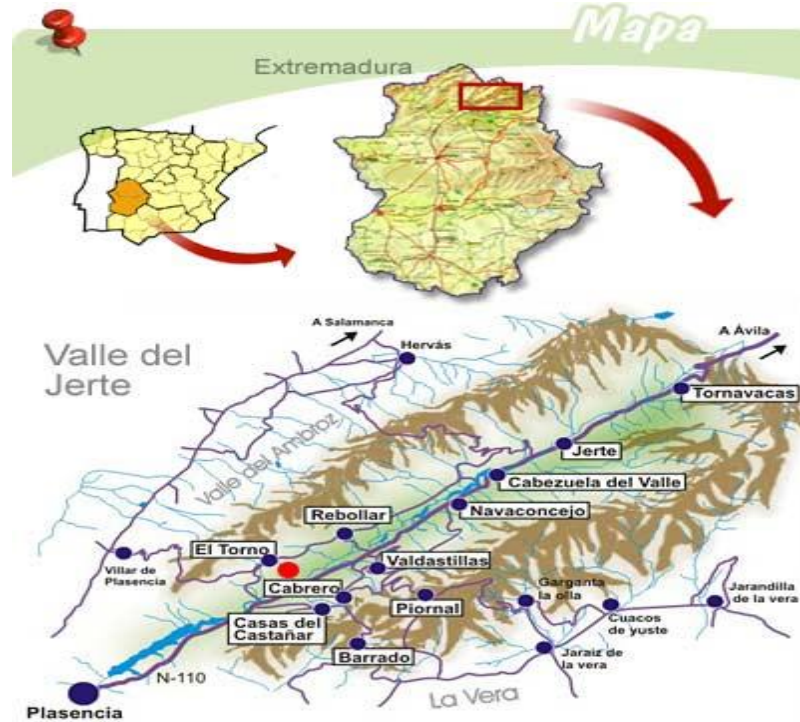 Mapa
Extremadura
A Salamanca
A Ávila
Valle del
Jerte
Hervás
Tornavacas
Valle del Ambroz
Jerte
Cabezuela del Valle
Rebollar
Navaconcejo
El Torno
Villar de
Plasencia
Valdastillas
Cabrero
Garganta
la olla
Jarandilla
de la vera
Casas del
Castañar
Piornal
Cuacos
de yuste
Barrado
Jaraiz de
la vera
N-110
La Vera
Plasencia